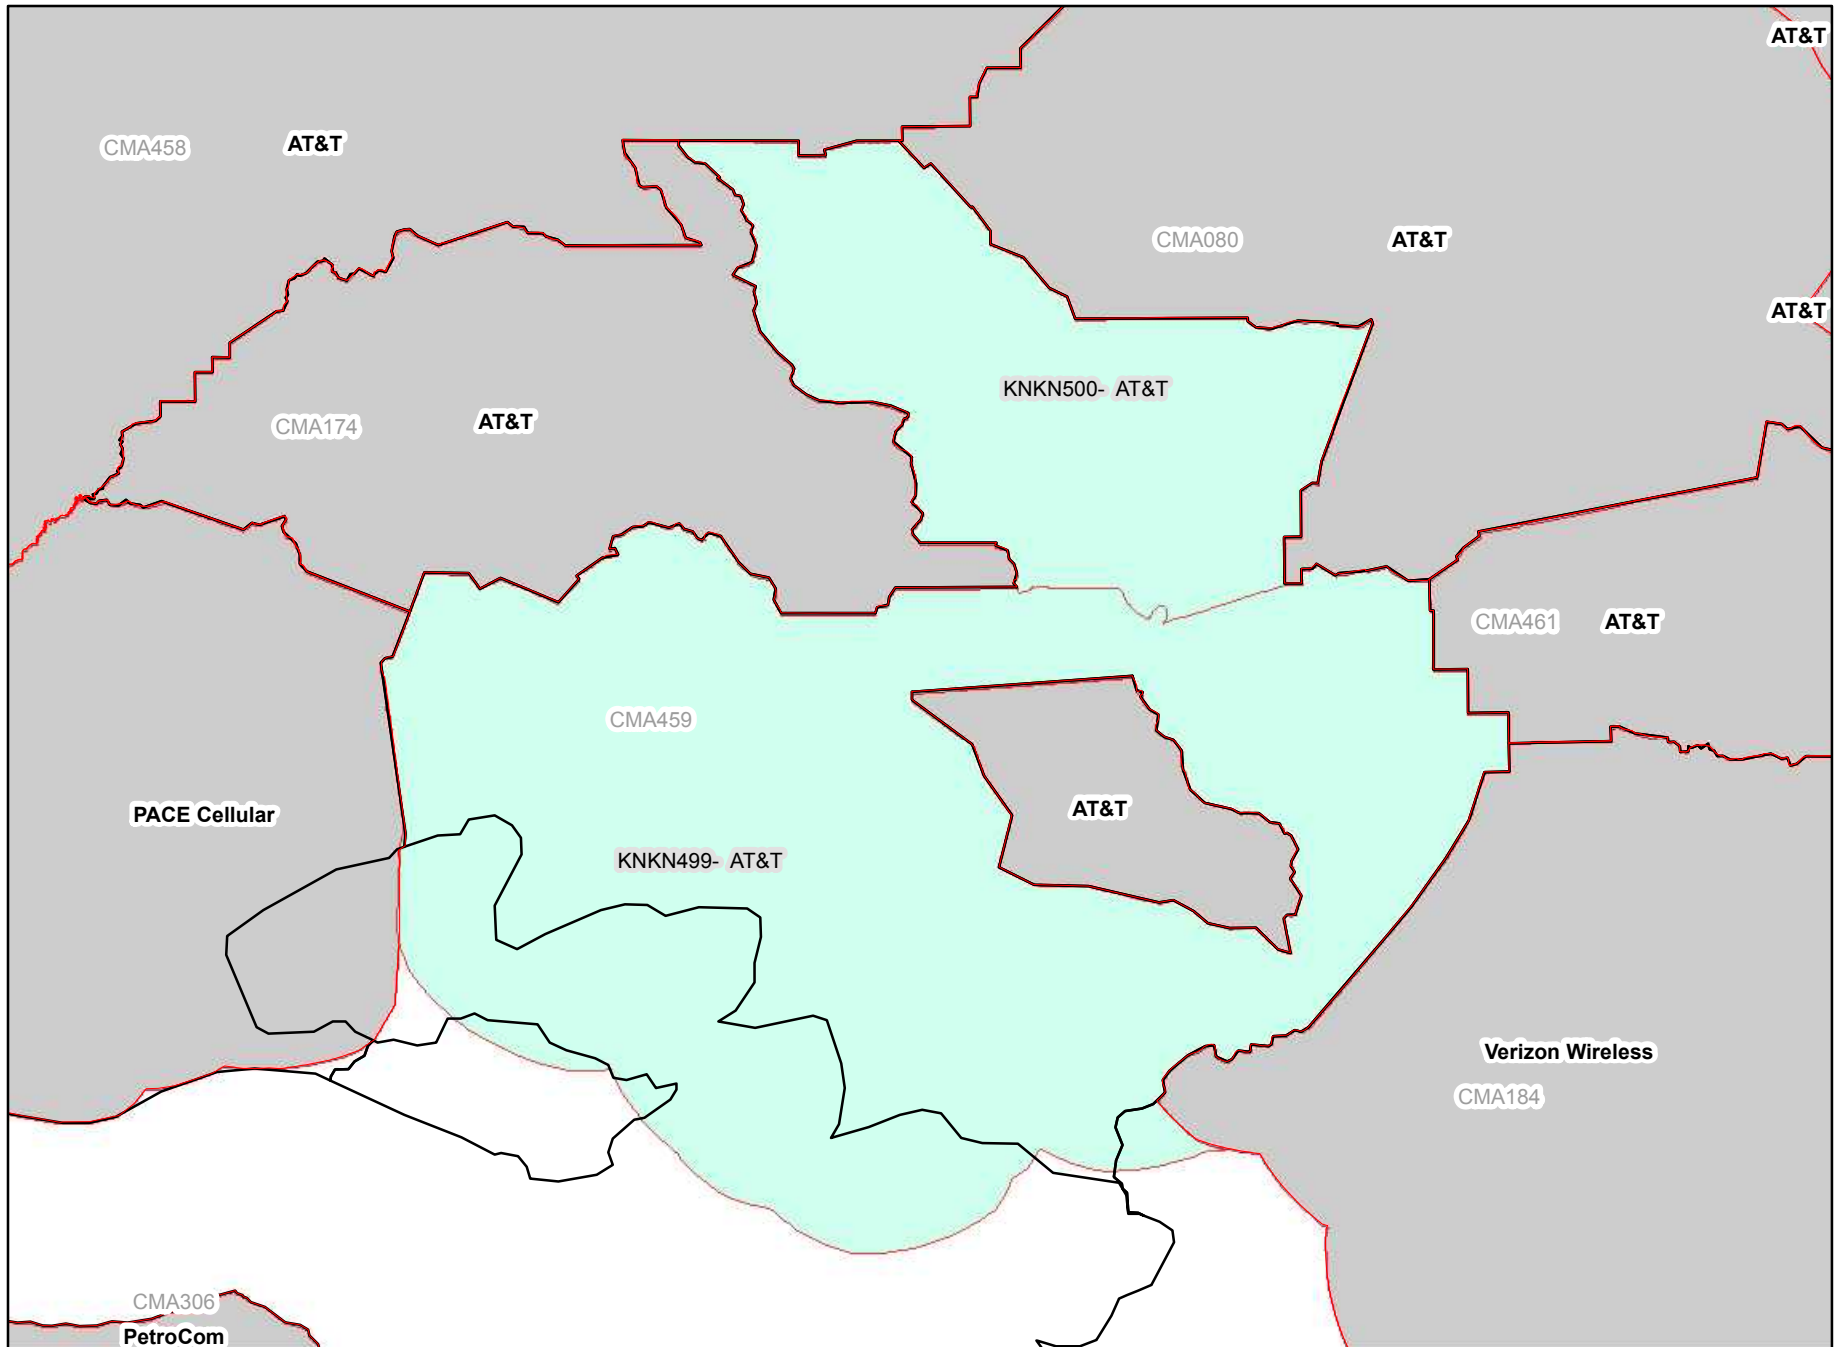 AT&T
CMA458 AT&T
CMA080 AT&T
AT&T
KNKN500- AT&T
CMA174 AT&T
CMA461 AT&T
CMA459
AT&T
PACE Cellular
KNKN499- AT&T
Verizon Wireless
CMA184
CMA306
PetroCom